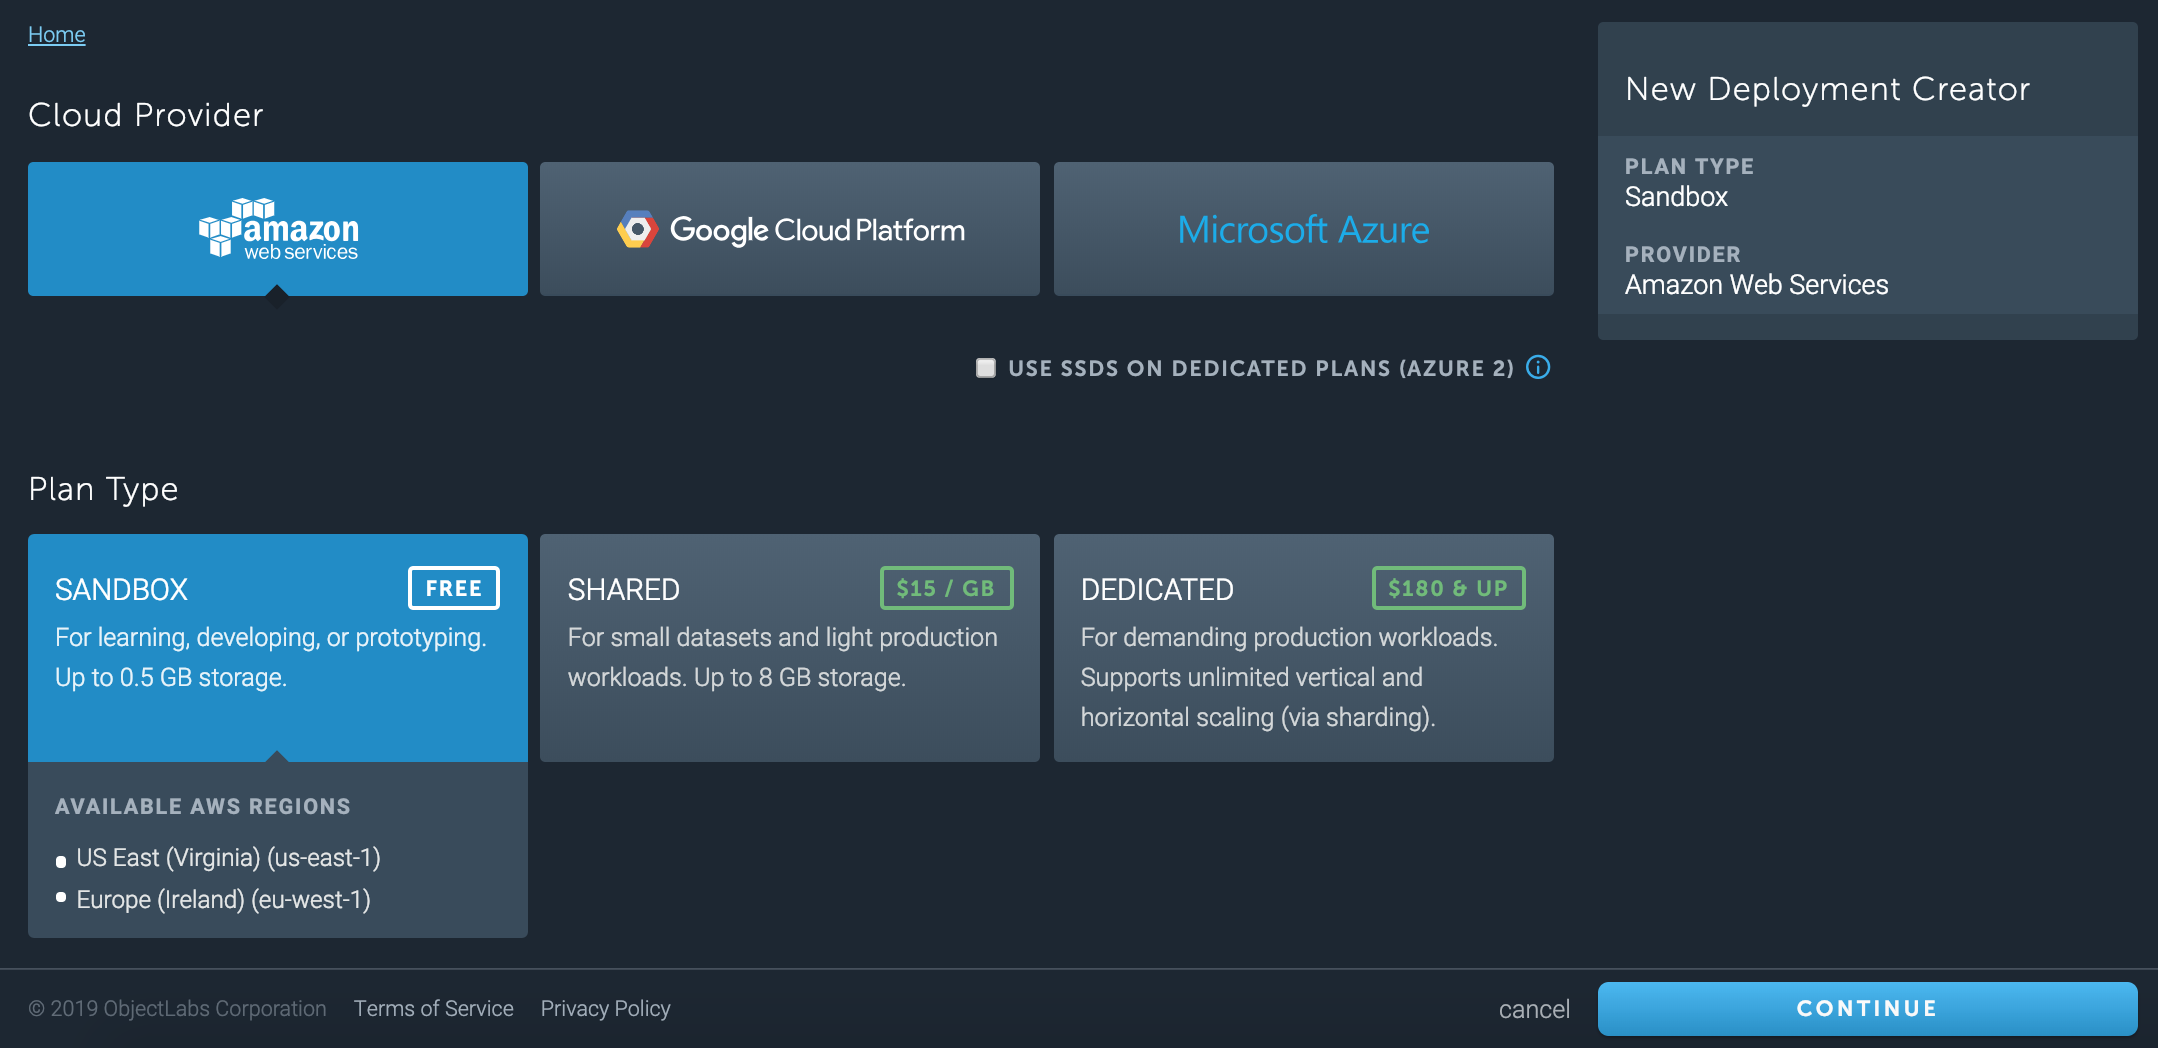 Home
Cloud Provider
amazon
web services
Google Cloud Platform
Microsoft Azure
USE SSDS ON DEDICATED PLANS (AZURE 2)
Plan Type
SANDBOX
FREE
For learning, developing, or prototyping.
Up to 0.5 GB storage.
AVAILABLE AWS REGIONS
US East (Virginia) (us-east-1)
Europe (Ireland) (eu-west-1)
SHARED
$15 / GB
For small datasets and light production
workloads. Up to 8 GB storage.
DEDICATED
$180 & UP
For demanding production workloads.
Supports unlimited vertical and
horizontal scaling (via sharding).
New Deployment Creator
PLAN TYPE
Sandbox
PROVIDER
Amazon Web Services
© 2019 ObjectLabs Corporation
Terms of Service
Privacy Policy
cancel
CONTINUE